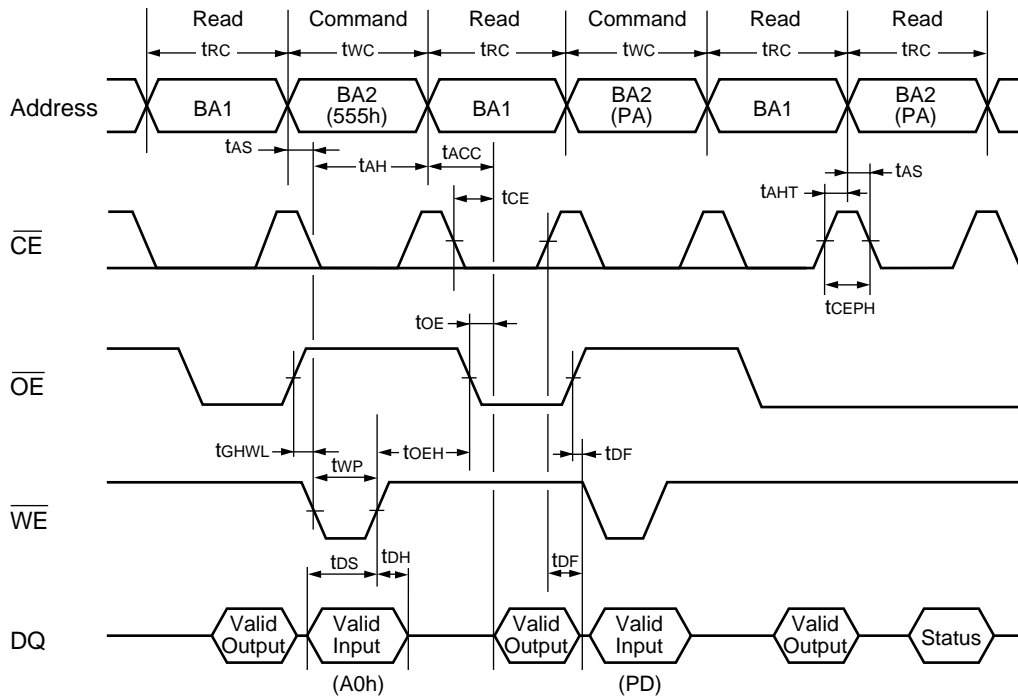 Read Command Read Command Read Read
tRC tWC tRC tWC tRC tRC
Address
BA1
BA2
(555h)
BA1
BA2
(PA)
BA1
BA2
(PA)
tAS
tAH
tACC
tAS
tAHT
tCE
CE
tCEPH
tOE
OE
tGHWL
tWP
tOEH
tDF
WE
tDS
tDH
tDF
DQ
Valid
Output
Valid
Input
Valid
Output
Valid
Input
Valid
Output
Status
(A0h)
(PD)